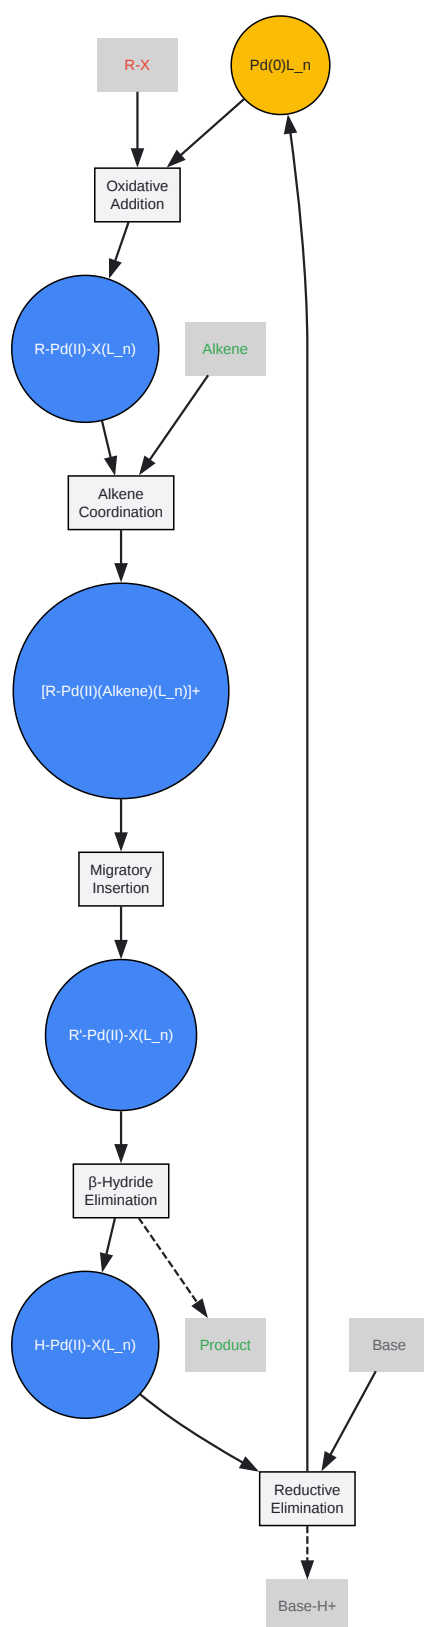 R-X
Pd(0)L_n
Oxidative
Addition
R-Pd(II)-X(L_n)
Alkene
Alkene
Coordination
[R-Pd(II)(Alkene)(L_n)]+
Migratory
Insertion
R'-Pd(II)-X(L_n)
β-Hydride
Elimination
H-Pd(II)-X(L_n)
Product
Base
Reductive
Elimination
Base-H+